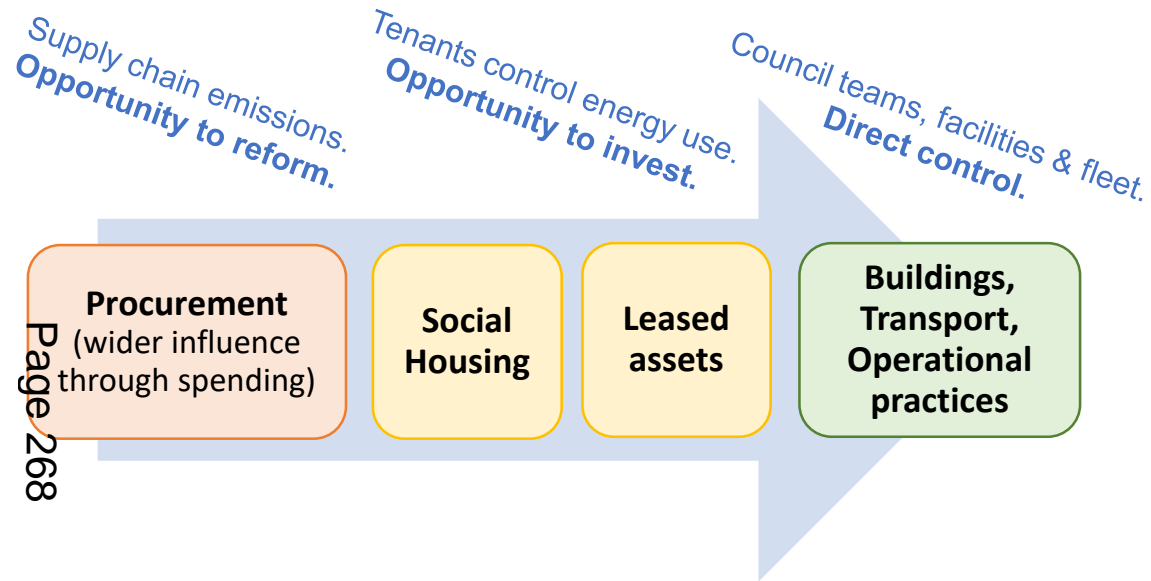 Supply chain emissions.
Opportunity to reform.
Tenants control energy use.
Opportunity to invest.
Council teams, facilities & fleet.
Direct control.
Procurement
(wider influence
through spending)
Social
Housing
Leased
assets
Buildings,
Transport,
Operational
practices
Page 268